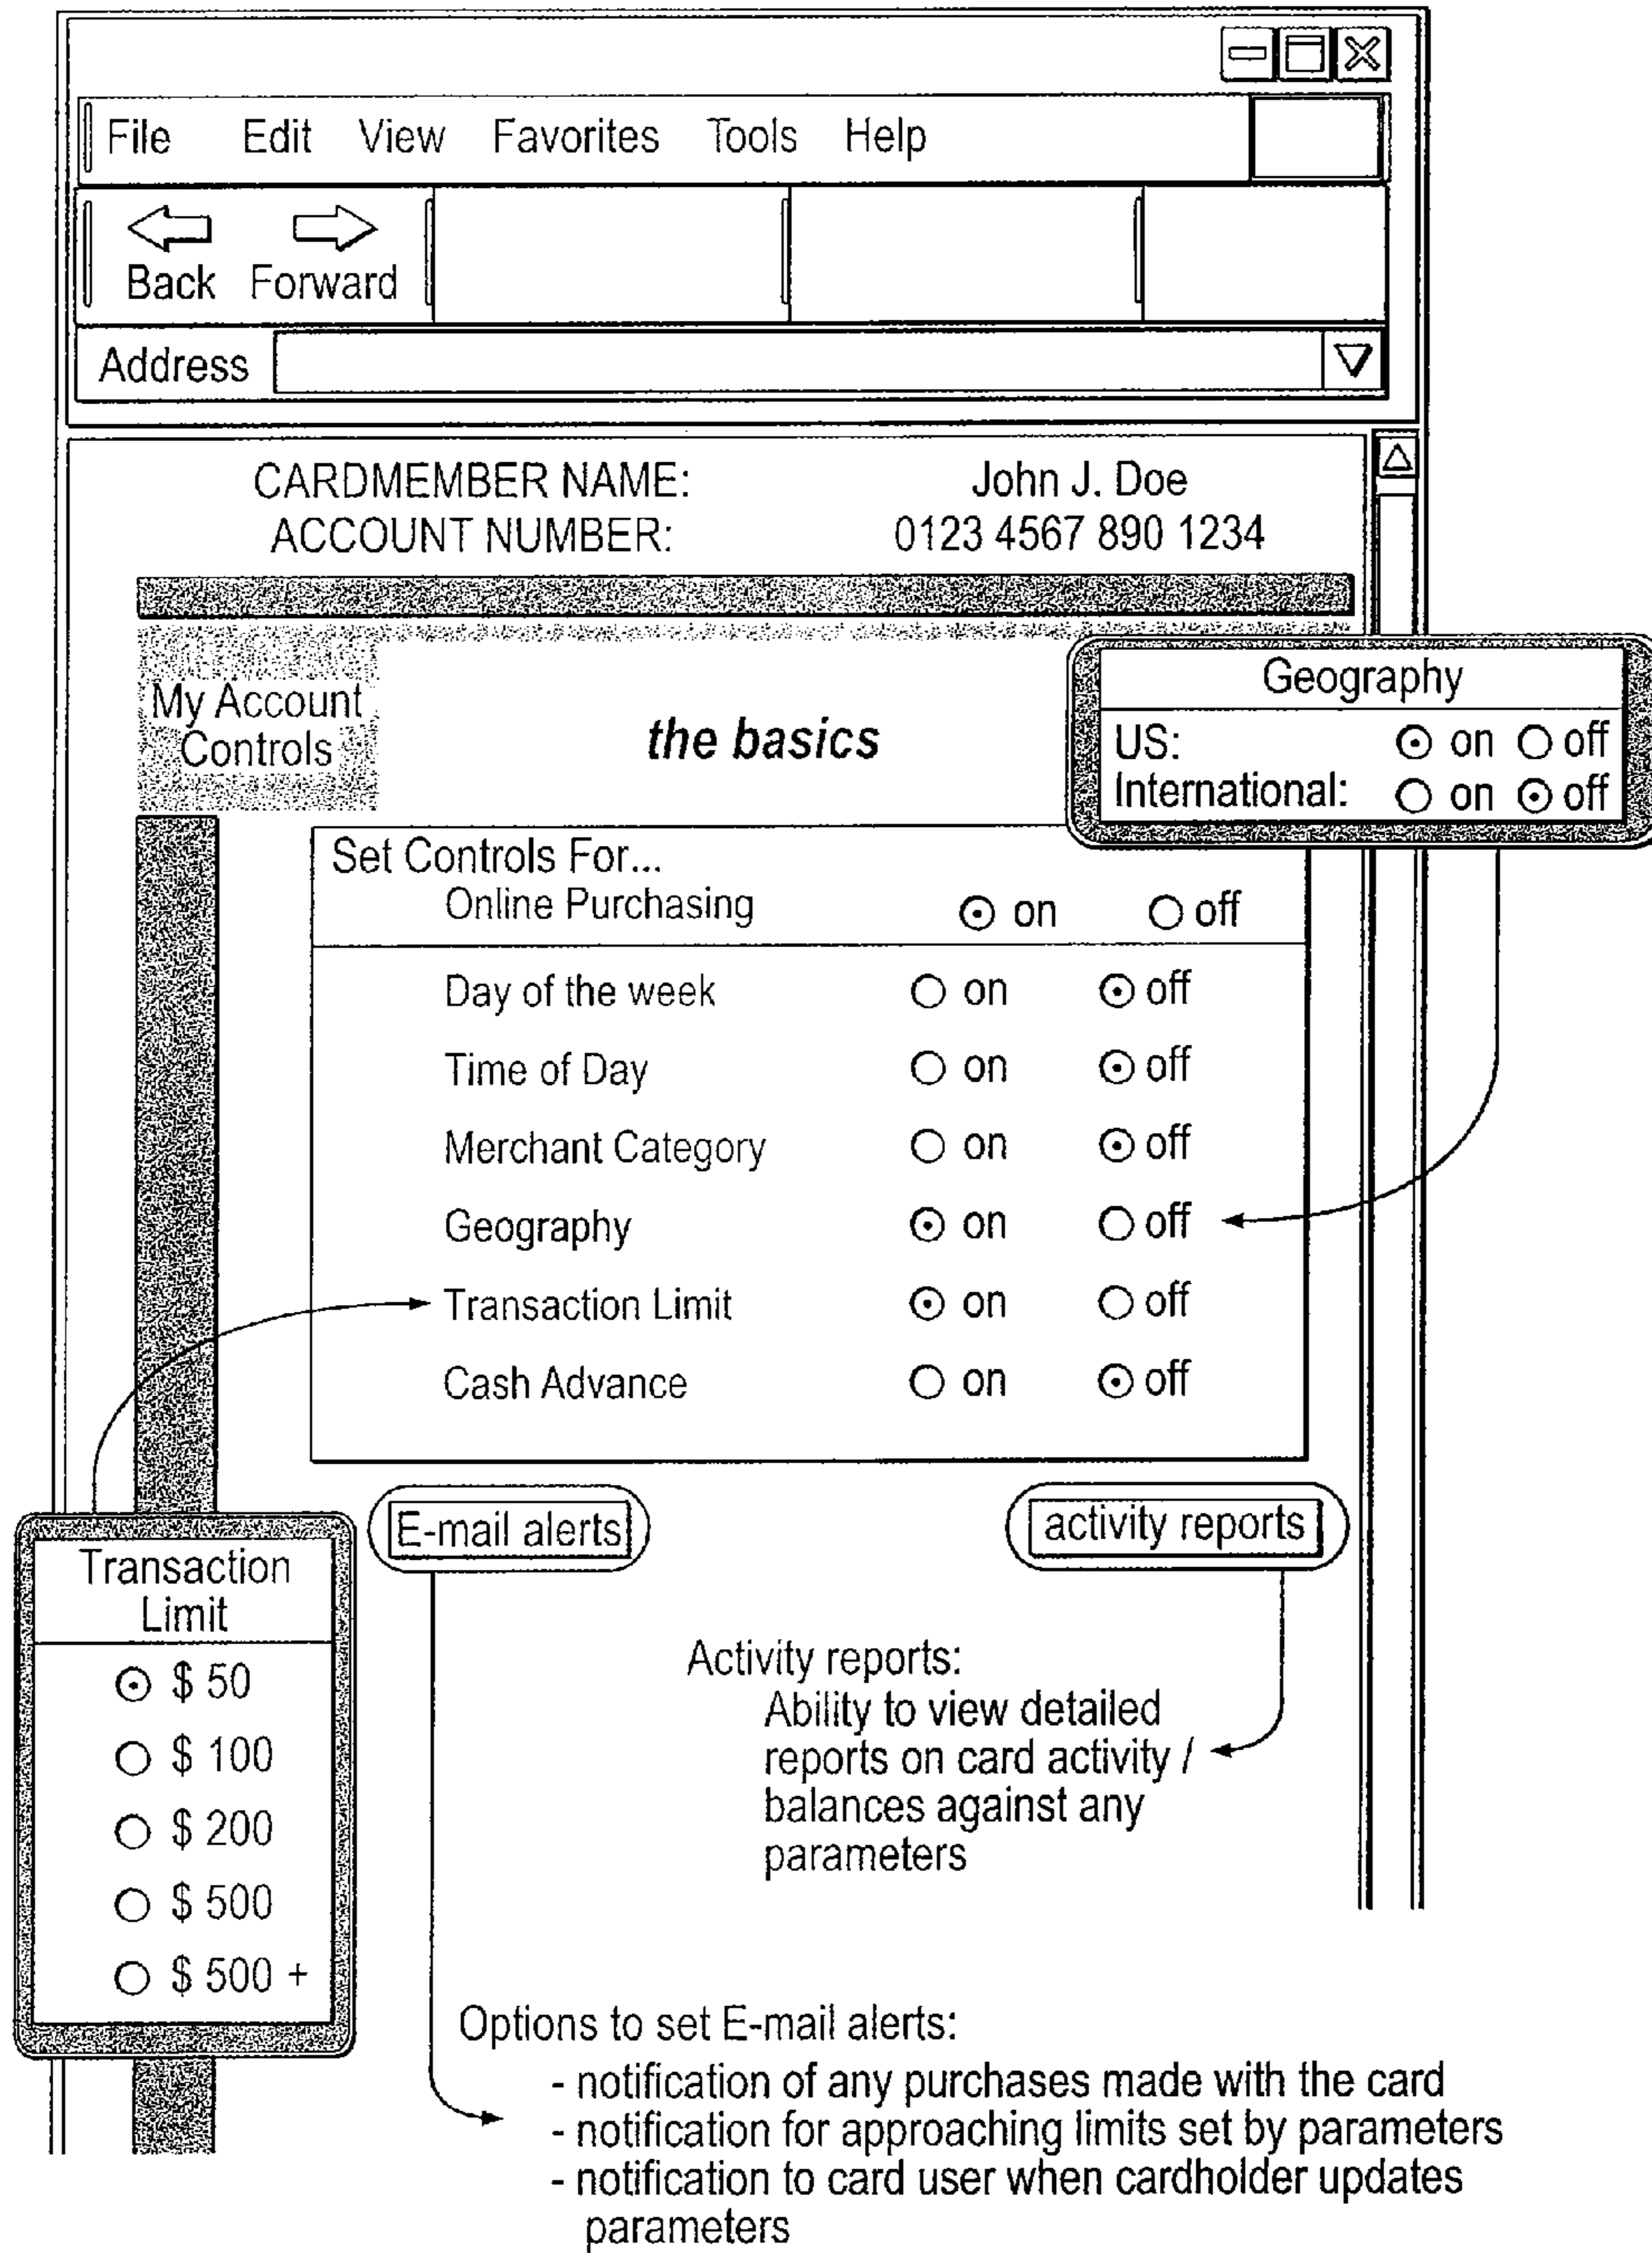 File Edit View Favorites Tools Help
Back Forward
Address
CARDMEMBER NAME: John J. Doe
ACCOUNT NUMBER: 0123 4567 890 1234
My Account
Controls
the basics
Geography
US: on off
International: on off
Set Controls For...
Online Purchasing on off
Day of the week on off
Time of Day on off
Merchant Category on off
Geography on off
Transaction Limit on off
Cash Advance on off
E-mail alerts
activity reports
Transaction
Limit
$ 50
$ 100
$ 200
$ 500
$ 500 +
Activity reports:
Ability to view detailed
reports on card activity /
balances against any
parameters
Options to set E-mail alerts:
- notification of any purchases made with the card
- notification for approaching limits set by parameters
- notification to card user when cardholder updates
parameters